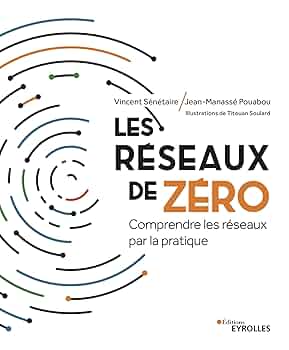 Vincent Sénétaire/Jean-Manassé Pouabou
Illustrations de Titouan Soulard
LES
RÉSEAUX
DE ZÉRO
Comprendre les réseaux
par la pratique
Éditions
EYROLLES